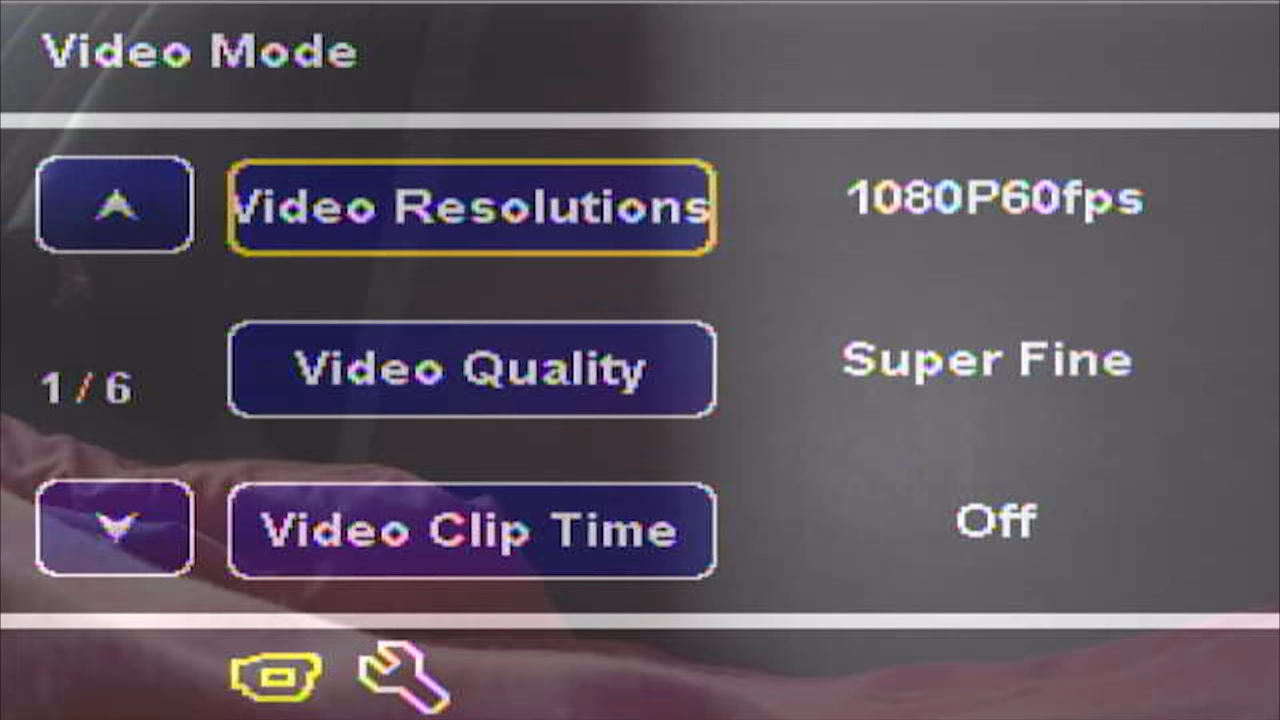 Video Mode
Video Resolutions 1080P60fps
1 / 6
Video Quality Super Fine
Video Clip Time Off